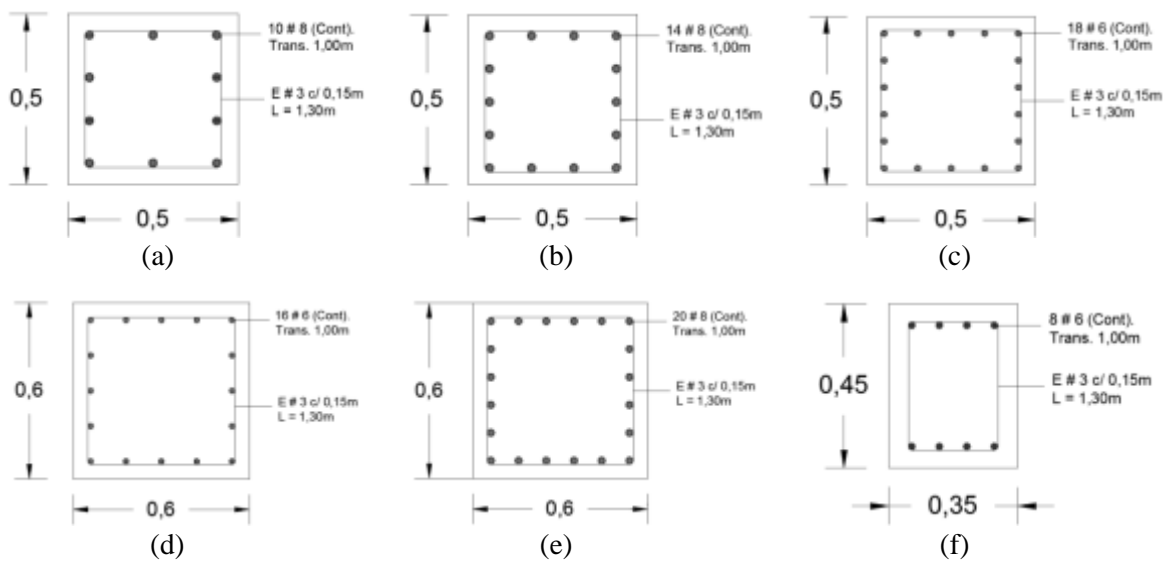 10 # 8 (Cont).
Trans. 1,00m
0,5
E # 3 c/ 0,15m
L = 1,30m
0,5
(a)
14 # 8 (Cont).
Trans. 1,00m
0,5
E # 3 c/ 0,15m
L = 1,30m
0,5
(b)
18 # 6 (Cont).
Trans. 1,00m
0,5
E # 3 c/ 0,15m
L = 1,30m
0,5
(c)
16 # 6 (Cont).
Trans. 1,00m
0,6
E # 3 c/ 0,15m
L = 1,30m
0,6
(d)
20 # 8 (Cont).
Trans. 1,00m
0,6
E # 3 c/ 0,15m
L = 1,30m
0,6
(e)
8 # 6 (Cont).
Trans. 1,00m
0,45
E # 3 c/ 0,15m
L = 1,30m
0,35
(f)